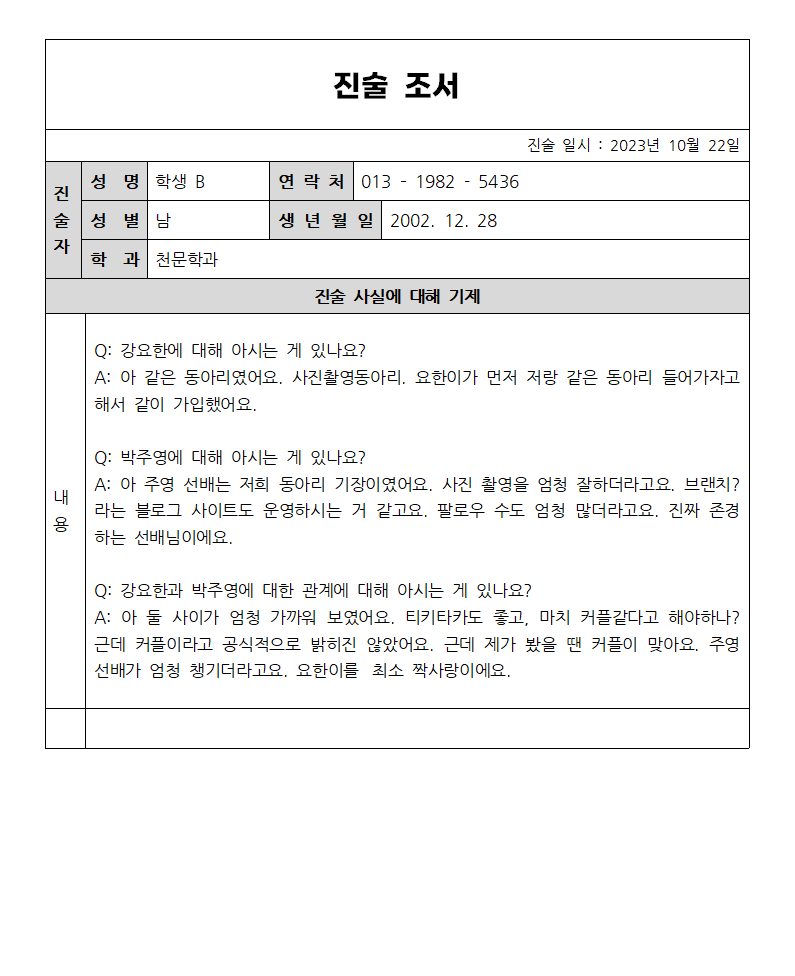 진술 조서
진술 일시 : 2023년 10월 22일
진술자
성 명 학생 B 연 락 처 013 - 1982 - 5436
성 별 남 생 년 월 일 2002. 12. 28
학 과 천문학과
진술 사실에 대해 기제
내용
Q: 강요한에 대해 아시는 게 있나요?
A: 아 같은 동아리였어요. 사진촬영동아리. 요한이가 먼저 저랑 같은 동아리 들어가자고
해서 같이 가입했어요.
Q: 박주영에 대해 아시는 게 있나요?
A: 아 주영 선배는 저희 동아리 기장이였어요. 사진 촬영을 엄청 잘하더라고요. 브랜치?
라는 블로그 사이트도 운영하시는 거 같고요. 팔로우 수도 엄청 많더라고요. 진짜 존경
하는 선배님이에요.
Q: 강요한과 박주영에 대한 관계에 대해 아시는 게 있나요?
A: 아 둘 사이가 엄청 가까워 보였어요. 티키타카도 좋고, 마치 커플같다고 해야하나?
근데 커플이라고 공식적으로 밝히진 않았어요. 근데 제가 봤을 땐 커플이 맞아요. 주영
선배가 엄청 챙기더라고요. 요한이를 최소 짝사랑이에요.